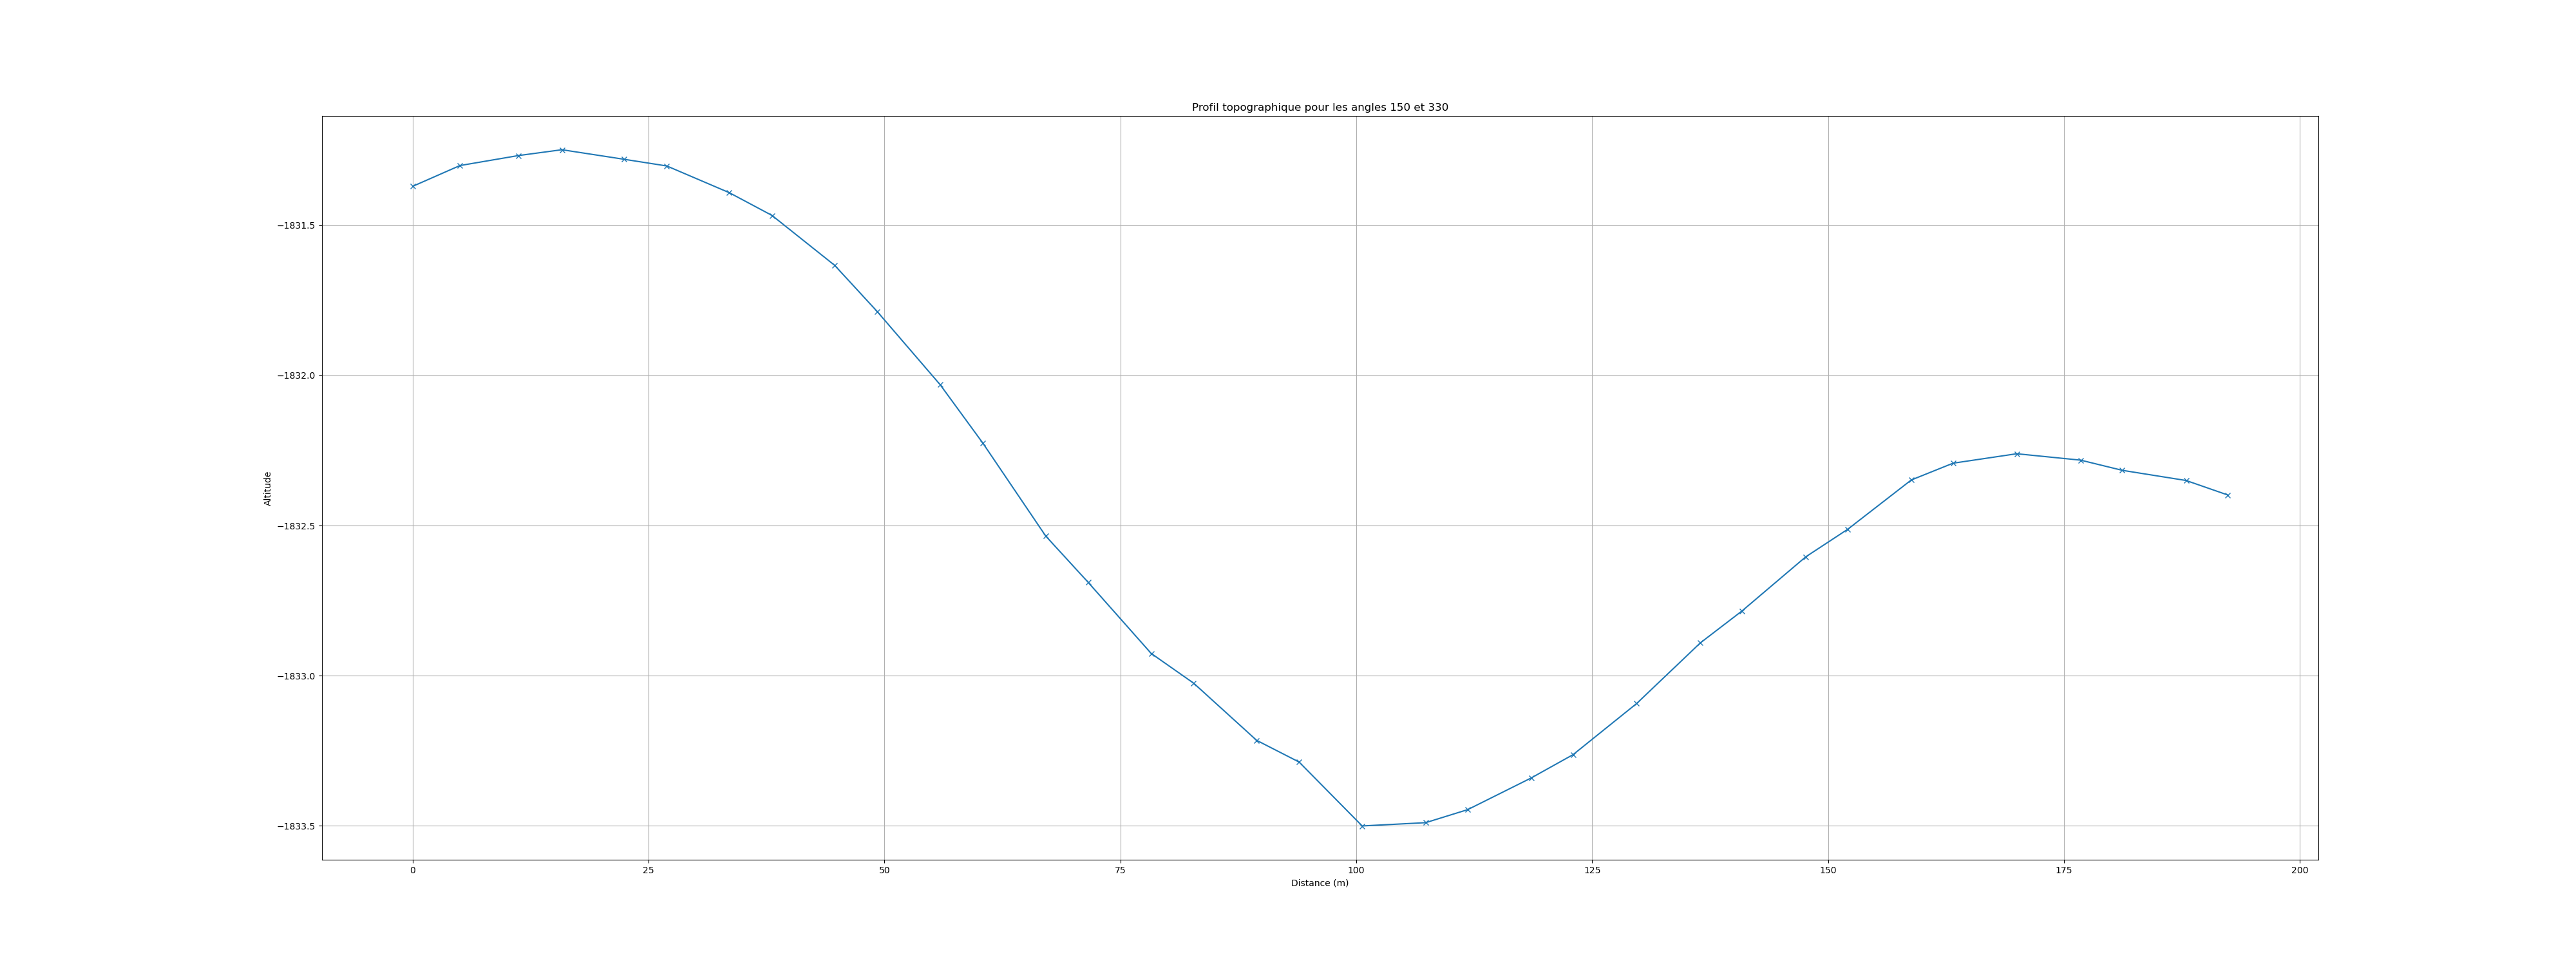 Profil topographique pour les angles 150 et 330
−1831.5
−1832.0
−1832.5
−1833.0
−1833.5
Altitude
0 25 50 75 100 125 150 175 200
Distance (m)